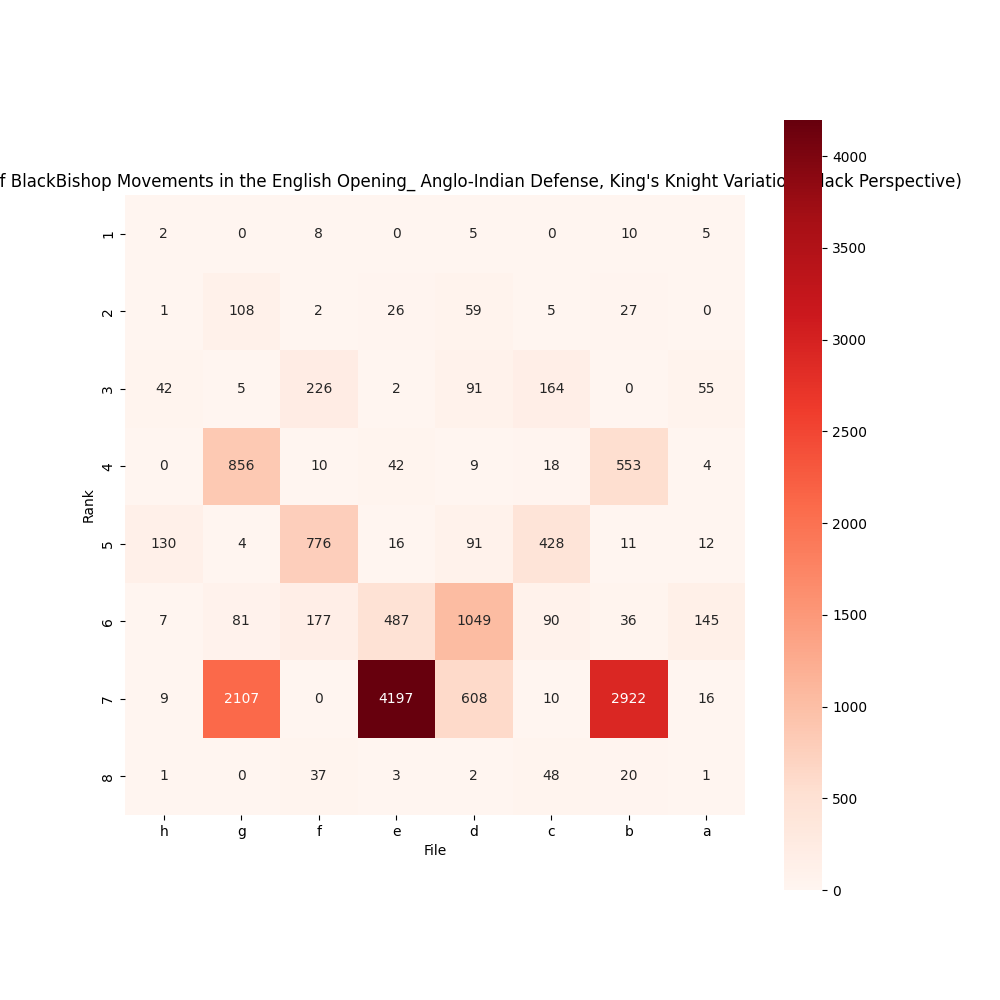 f BlackBishop Movements in the English Opening_ Anglo-Indian Defense, King's Knight Variatio lack Perspective)
4000
3500
3000
2500
2000
1500
1000
500
0
Rank
1 2 0 8 0 5 0 10 5
2 1 108 2 26 59 5 27 0
3 42 5 226 2 91 164 0 55
4 0 856 10 42 9 18 553 4
5 130 4 776 16 91 428 11 12
6 7 81 177 487 1049 90 36 145
7 9 2107 0 4197 608 10 2922 16
8 1 0 37 3 2 48 20 1
h g f e d c b a
File